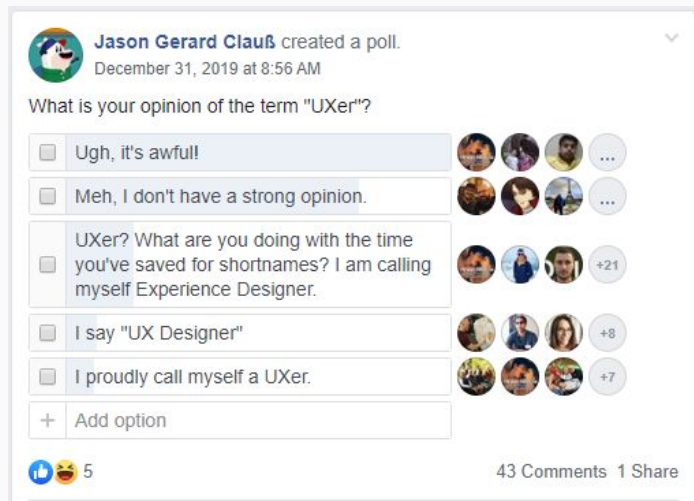 Jason Gerard Clauß created a poll.
December 31, 2019 at 8:56 AM
What is your opinion of the term "UXer"?
Ugh, it's awful!
...
Meh, I don't have a strong opinion.
...
UXer? What are you doing with the time
you've saved for shortnames? I am calling
myself Experience Designer.
+21
I say "UX Designer"
+8
I proudly call myself a UXer.
+7
+ Add option
5
43 Comments 1 Share